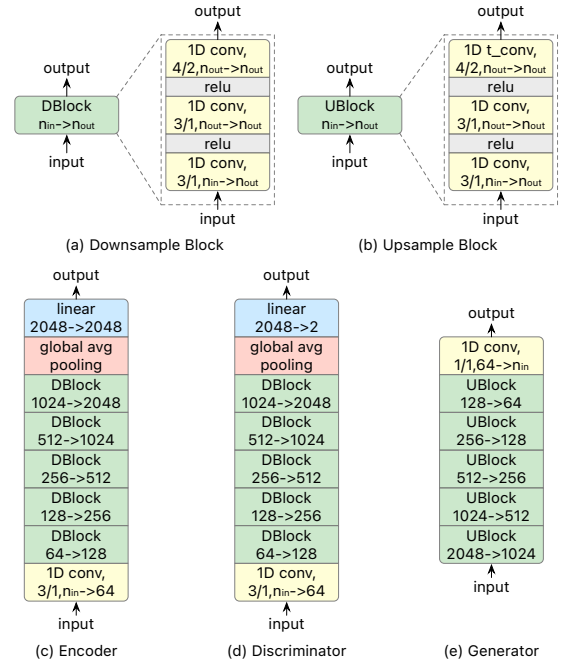 output
output
DBlock
nin->nout
input
1D conv,
4/2,nout->nout
relu
1D conv,
3/1,nout->nout
relu
1D conv,
3/1,nin->nout
input
(a) Downsample Block
output
output
UBlock
nin->nout
input
1D t_conv,
4/2,nout->nout
relu
1D conv,
3/1,nout->nout
relu
1D conv,
3/1,nin->nout
input
(b) Upsample Block
output
linear
2048->2048
global avg
pooling
DBlock
1024->2048
DBlock
512->1024
DBlock
256->512
DBlock
128->256
DBlock
64->128
1D conv,
3/1,nin->64
input
(c) Encoder
output
linear
2048->2
global avg
pooling
DBlock
1024->2048
DBlock
512->1024
DBlock
256->512
DBlock
128->256
DBlock
64->128
1D conv,
3/1,nin->64
input
(d) Discriminator
output
1D conv,
1/1,64->nin
UBlock
128->64
UBlock
256->128
UBlock
512->256
UBlock
1024->512
UBlock
2048->1024
input
(e) Generator